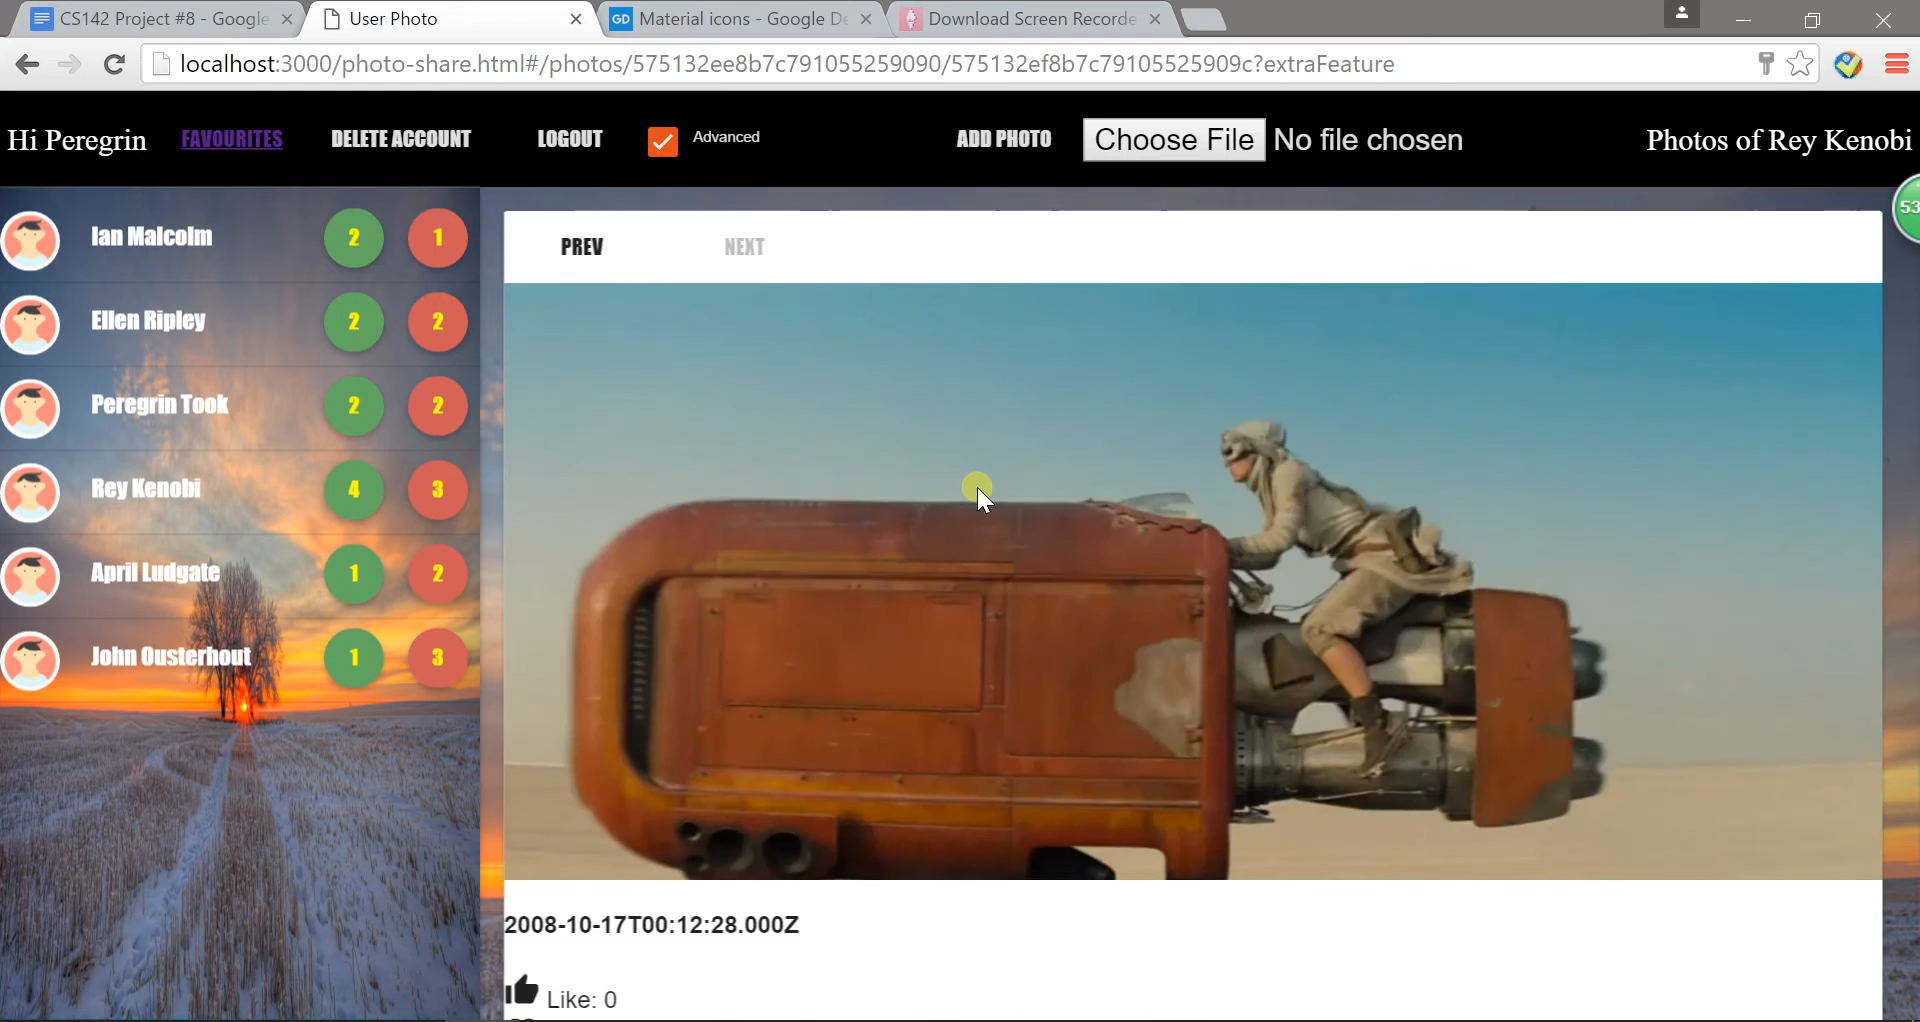 CS142 Project #8 - Google
User Photo
GD Material icons - Google De
Download Screen Recorde
localhost:3000/photo-share.html#/photos/575132ee8b7c791055259090/575132ef8b7c79105525909c?extraFeature
Hi Peregrin FAVOURITES DELETE ACCOUNT LOGOUT Advanced ADD PHOTO Choose File No file chosen Photos of Rey Kenobi
53
Ian Malcolm 2 1
Ellen Ripley 2 2
Peregrin Took 2 2
Rey Kenobi 4 3
April Ludgate 1 2
John Ousterhout 1 3
PREV NEXT
2008-10-17T00:12:28.000Z
Like: 0